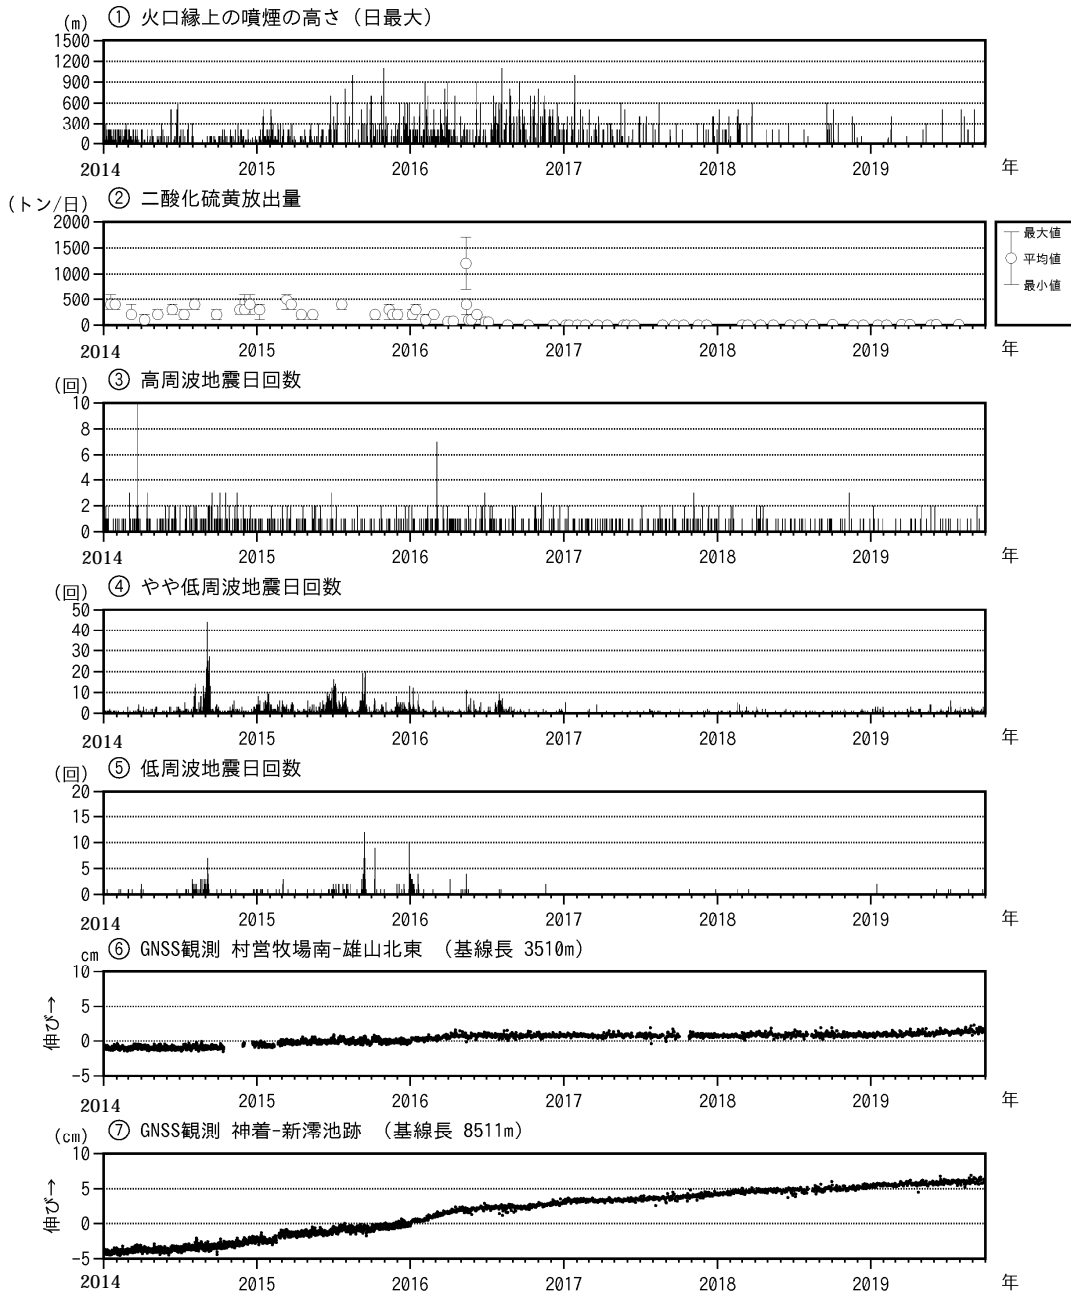 (m) ① 火口縁上の噴煙の高さ（日最大）
1500
1200
900
600
300
0
2014 2015 2016 2017 2018 2019 年
(トン/日) ② 二酸化硫黄放出量
2000
1500
1000
500
0
最大値
平均値
最小値
2014 2015 2016 2017 2018 2019 年
(回) ③ 高周波地震日回数
10
8
6
4
2
0
2014 2015 2016 2017 2018 2019 年
(回) ④ やや低周波地震日回数
50
40
30
20
10
0
2014 2015 2016 2017 2018 2019 年
(回) ⑤ 低周波地震日回数
20
15
10
5
0
2014 2015 2016 2017 2018 2019 年
cm ⑥ GNSS観測 村営牧場南-雄山北東 （基線長 3510m）
10
5
0
-5
伸び→
2014 2015 2016 2017 2018 2019 年
(cm) ⑦ GNSS観測 神着-新澪池跡 （基線長 8511m）
10
5
0
-5
伸び→
2014 2015 2016 2017 2018 2019 年